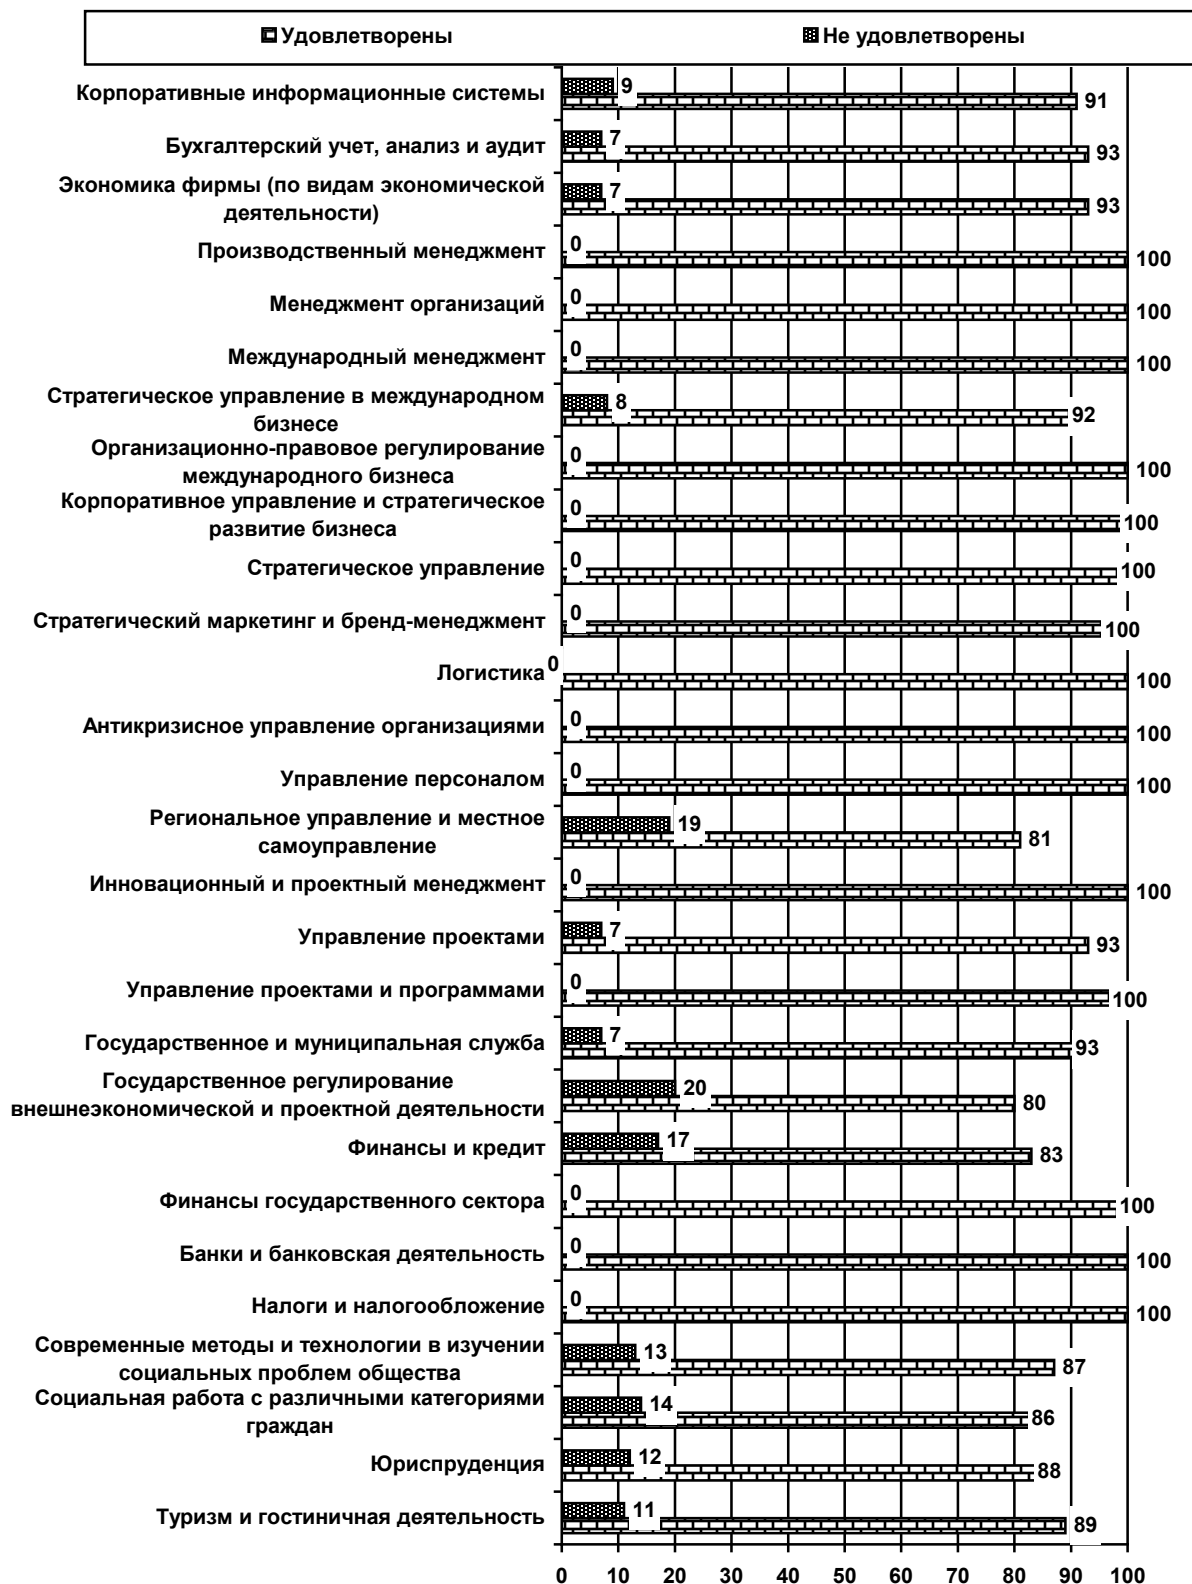 Удовлетворены Не удовлетворены
Корпоративные информационные системы 9 91
Бухгалтерский учет, анализ и аудит 7 93
Экономика фирмы (по видам экономической
деятельности) 7 93
Производственный менеджмент 0 100
Менеджмент организаций 0 100
Международный менеджмент 0 100
Стратегическое управление в международном
бизнесе 8 92
Организационно-правовое регулирование
международного бизнеса 0 100
Корпоративное управление и стратегическое
развитие бизнеса 0 100
Стратегическое управление 0 100
Стратегический маркетинг и бренд-менеджмент 0 100
Логистика 0 100
Антикризисное управление организациями 0 100
Управление персоналом 0 100
Региональное управление и местное
самоуправление 19 81
Инновационный и проектный менеджмент 0 100
Управление проектами 7 93
Управление проектами и программами 0 100
Государственное и муниципальная служба 7 93
Государственное регулирование
внешнеэкономической и проектной деятельности 20 80
Финансы и кредит 17 83
Финансы государственного сектора 0 100
Банки и банковская деятельность 0 100
Налоги и налогообложение 0 100
Современные методы и технологии в изучении
социальных проблем общества 13 87
Социальная работа с различными категориями
граждан 14 86
Юриспруденция 12 88
Туризм и гостиничная деятельность 11 89
0 10 20 30 40 50 60 70 80 90 100